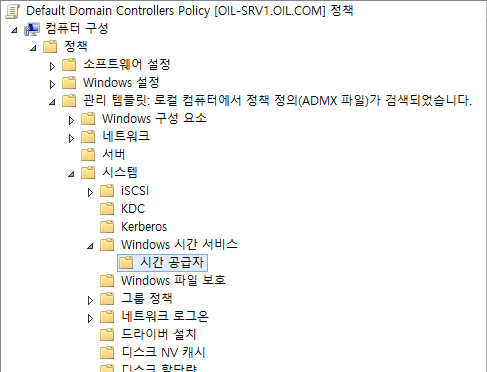 Default Domain Controllers Policy [OIL-SRV1.OIL.COM] 정책
컴퓨터 구성
정책
소프트웨어 설정
Windows 설정
관리 템플릿: 로컬 컴퓨터에서 정책 정의(ADMX 파일)가 검색되었습니다.
Windows 구성 요소
네트워크
서버
시스템
iSCSI
KDC
Kerberos
Windows 시간 서비스
시간 공급자
Windows 파일 보호
그룹 정책
네트워크 로그온
드라이버 설치
디스크 NV 캐시
디스크 할당량